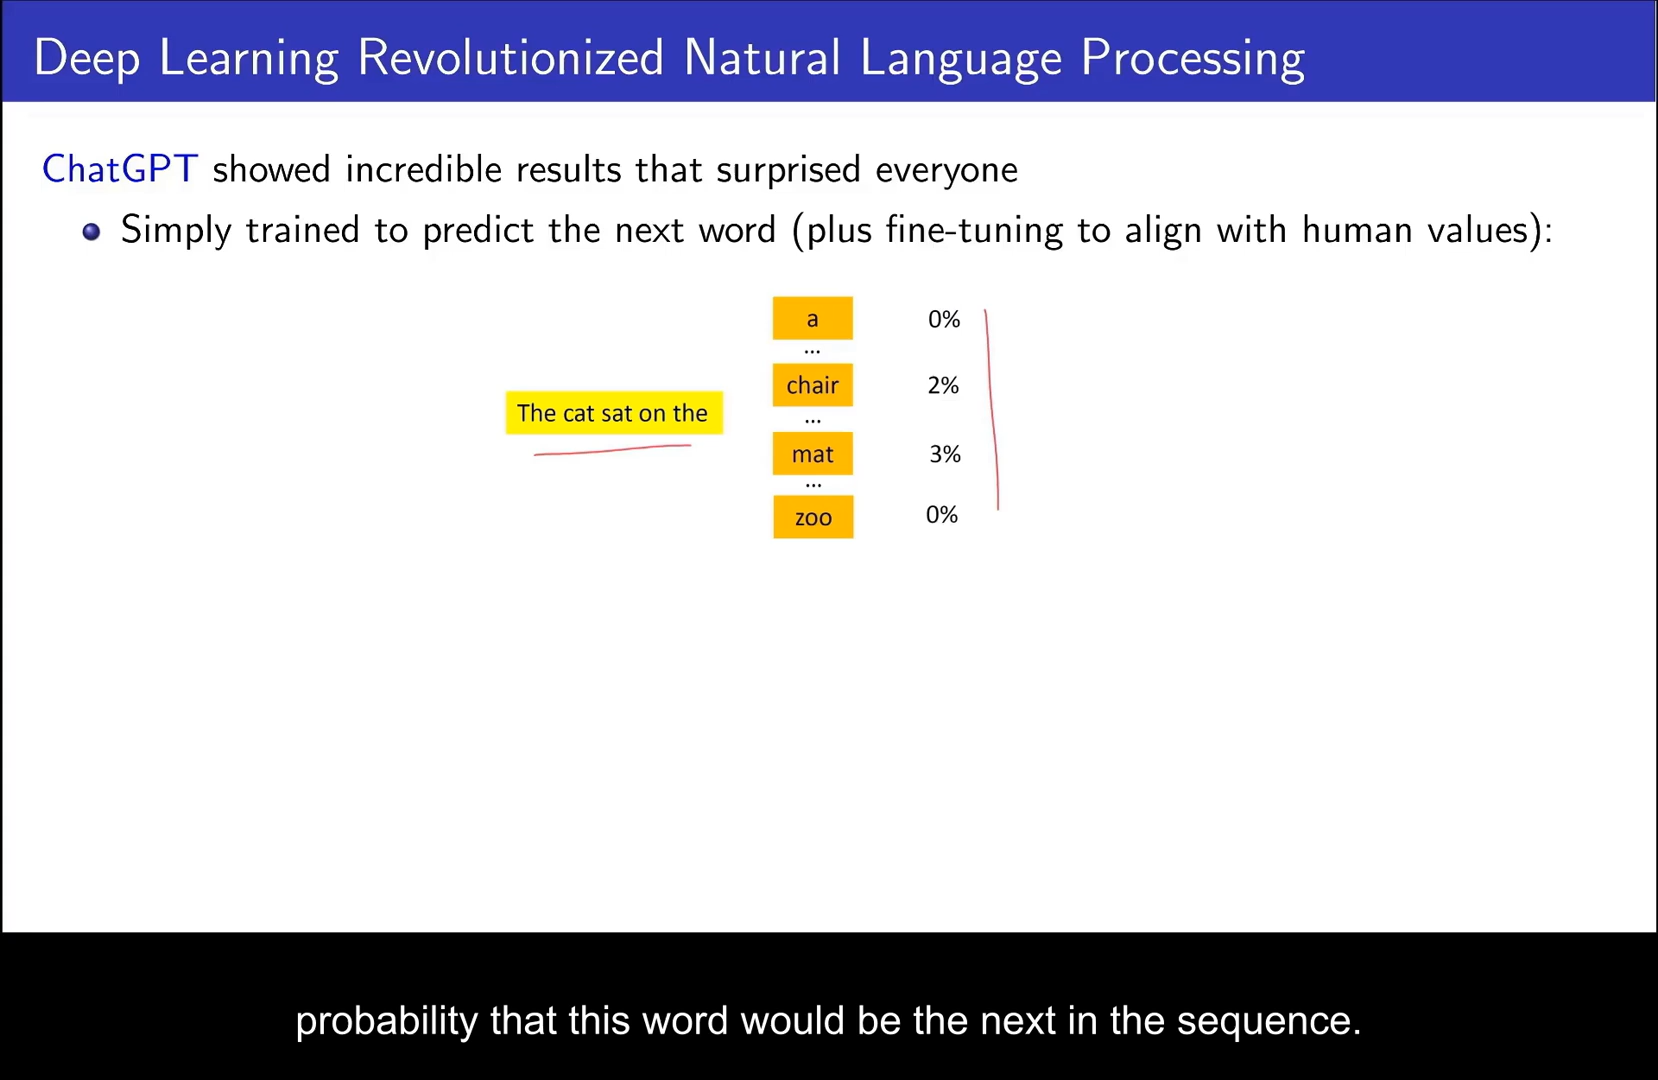 Deep Learning Revolutionized Natural Language Processing
ChatGPT showed incredible results that surprised everyone
Simply trained to predict the next word (plus fine-tuning to align with human values):
The cat sat on the
a 0%
...
chair 2%
...
mat 3%
...
zoo 0%
probability that this word would be the next in the sequence.